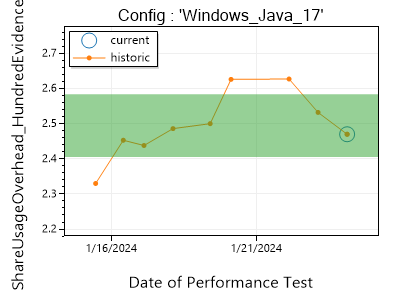 Config : 'Windows_Java_17'
current
historic
ShareUsageOverhead_HundredEvidence
2.7
2.6
2.5
2.4
2.3
2.2
1/16/2024
1/21/2024
Date of Performance Test